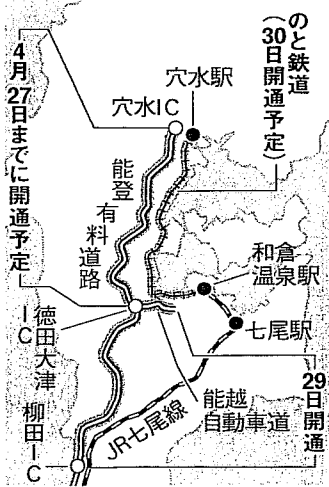 のと鉄道
(30日開通予定)
穴水駅
穴水IC
4月27日までに開通予定
能登
有料道路
和倉
温泉駅
七尾駅
徳田大津
IC
能越
自動車道
29日開通
JR七尾線
柳田IC